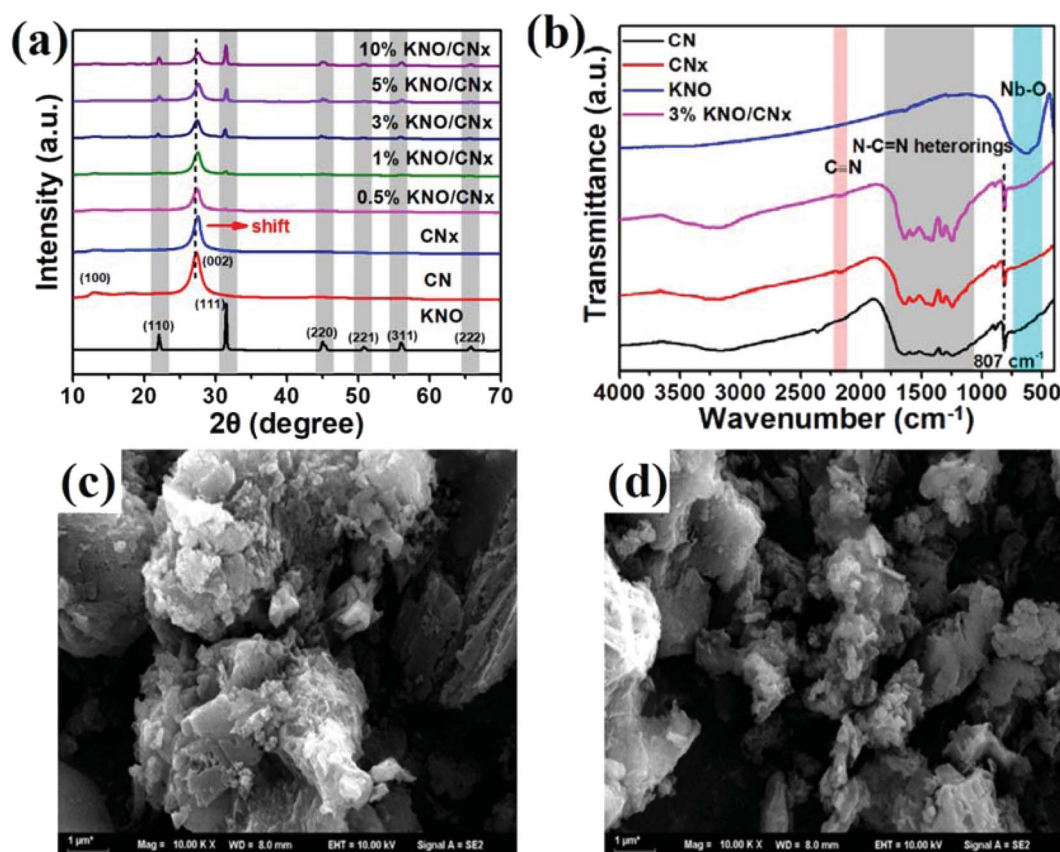 (a)
Intensity (a.u.)
10% KNO/CNx
5% KNO/CNx
3% KNO/CNx
1% KNO/CNx
0.5% KNO/CNx
shift
CNx
(002)
(100)
CN
(111)
KNO
(110)
(220)
(221)
(311)
(222)
10 20 30 40 50 60 70
2θ (degree)
(b)
Transmittance (a.u.)
CN
CNx
KNO
3% KNO/CNx
Nb-O
N-C=N heterorings
C≡N
807 cm⁻¹
4000 3500 3000 2500 2000 1500 1000 500
Wavenumber (cm⁻¹)
(c)
1 µm* Mag = 10.00 K X WD = 8.0 mm EHT = 10.00 kV Signal A = SE2
(d)
1 µm* Mag = 10.00 K X WD = 8.0 mm EHT = 10.00 kV Signal A = SE2